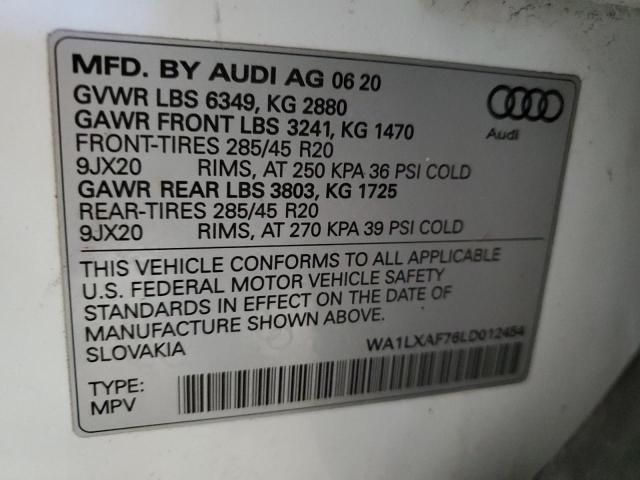 MFD. BY AUDI AG 06 20
GVWR LBS 6349, KG 2880
GAWR FRONT LBS 3241, KG 1470
FRONT-TIRES 285/45 R20
9JX20 RIMS, AT 250 KPA 36 PSI COLD
GAWR REAR LBS 3803, KG 1725
REAR-TIRES 285/45 R20
9JX20 RIMS, AT 270 KPA 39 PSI COLD
Audi
THIS VEHICLE CONFORMS TO ALL APPLICABLE
U.S. FEDERAL MOTOR VEHICLE SAFETY
STANDARDS IN EFFECT ON THE DATE OF
MANUFACTURE SHOWN ABOVE.
SLOVAKIA
WA1LXAF76LD012454
TYPE:
MPV